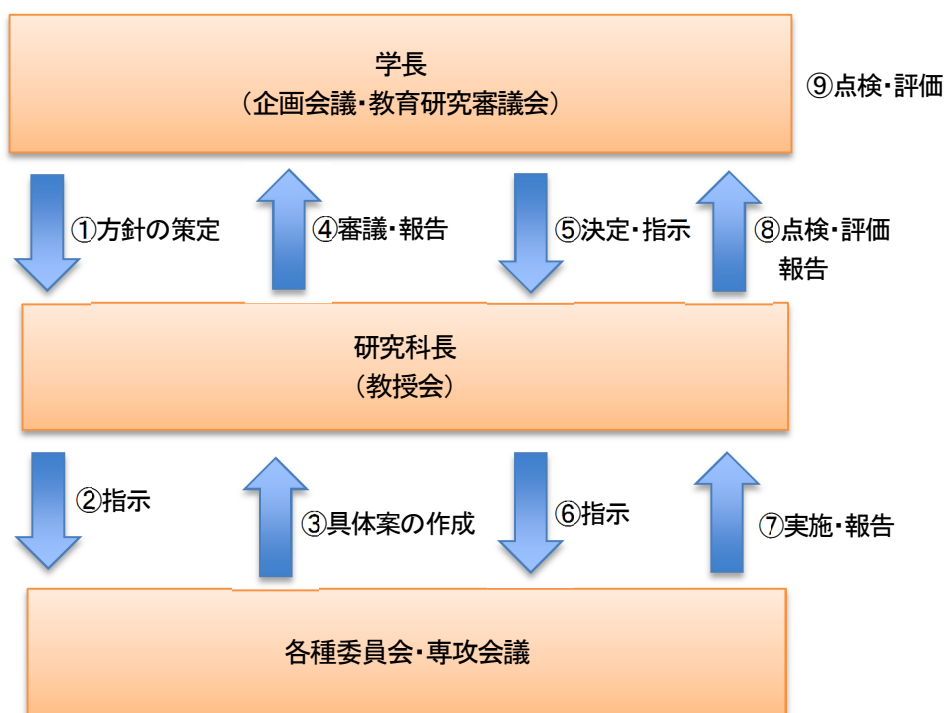 学長
（企画会議・教育研究審議会）
⑨点検・評価
①方針の策定
④審議・報告
⑤決定・指示
⑧点検・評価
報告
研究科長
（教授会）
②指示
③具体案の作成
⑥指示
⑦実施・報告
各種委員会・専攻会議